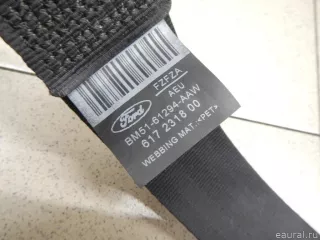 FZFZA
Ford
AEU
BM51-61294-AAW
617 2318 00
WEBBING MAT.:<PET>
© eaural.ru